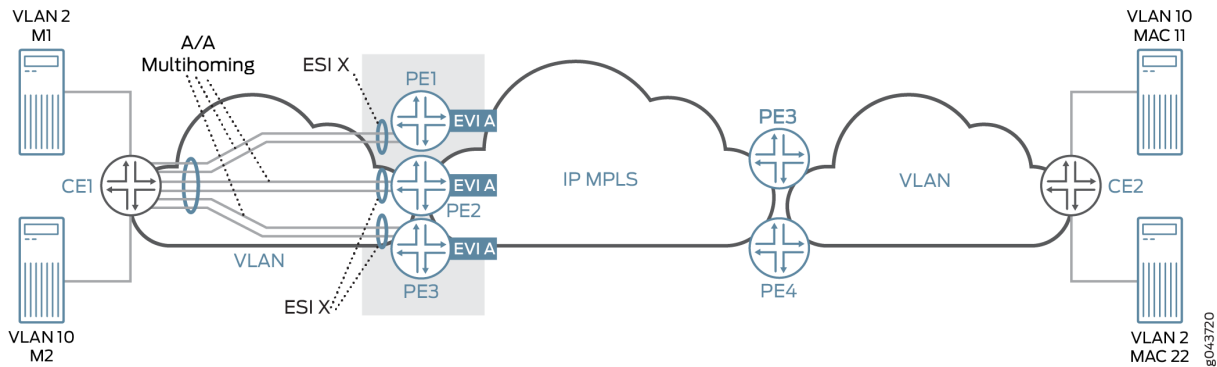 VLAN 2
M1
A/A
Multihoming
ESI X
PE1
EVI A
CE1
EVI A
PE2
EVI A
PE3
VLAN
ESI X
VLAN 10
M2
IP MPLS
PE3
PE4
VLAN
CE2
VLAN 10
MAC 11
VLAN 2
MAC 22
g043720